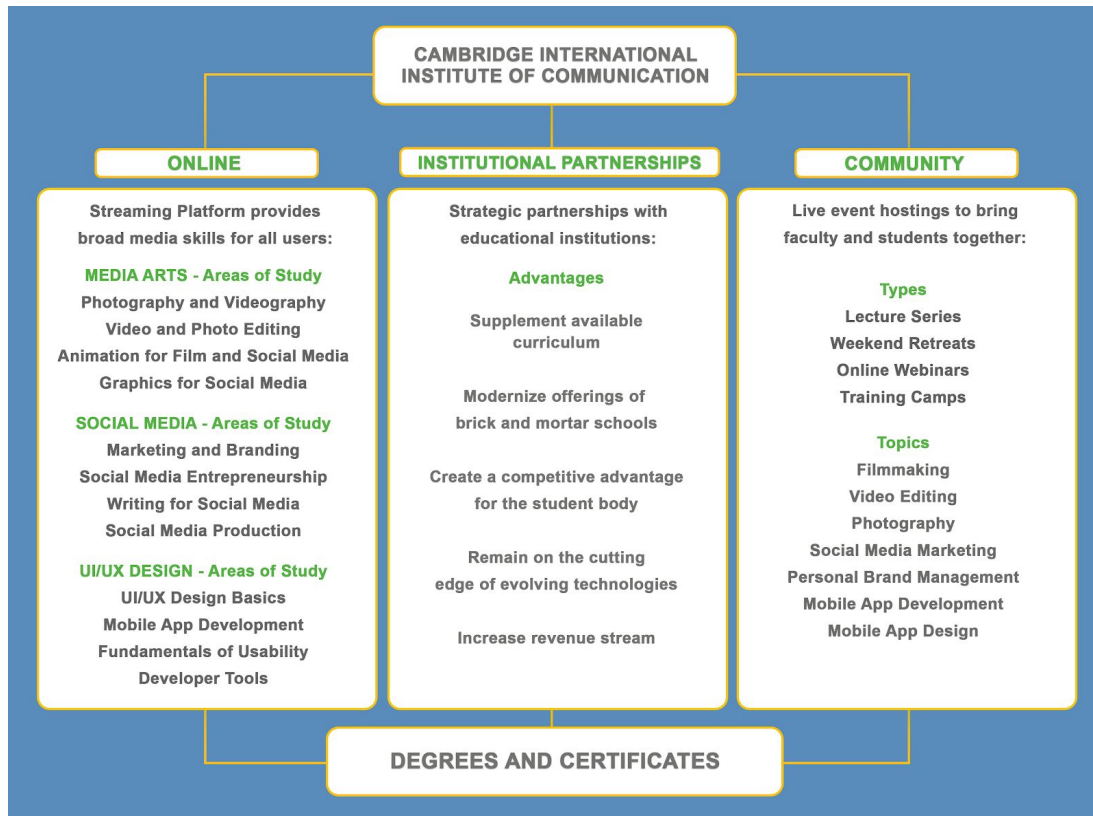 CAMBRIDGE INTERNATIONAL
INSTITUTE OF COMMUNICATION
ONLINE
Streaming Platform provides
broad media skills for all users:
MEDIA ARTS - Areas of Study
Photography and Videography
Video and Photo Editing
Animation for Film and Social Media
Graphics for Social Media
SOCIAL MEDIA - Areas of Study
Marketing and Branding
Social Media Entrepreneurship
Writing for Social Media
Social Media Production
UI/UX DESIGN - Areas of Study
UI/UX Design Basics
Mobile App Development
Fundamentals of Usability
Developer Tools
INSTITUTIONAL PARTNERSHIPS
Strategic partnerships with
educational institutions:
Advantages
Supplement available
curriculum
Modernize offerings of
brick and mortar schools
Create a competitive advantage
for the student body
Remain on the cutting
edge of evolving technologies
Increase revenue stream
COMMUNITY
Live event hostings to bring
faculty and students together:
Types
Lecture Series
Weekend Retreats
Online Webinars
Training Camps
Topics
Filmmaking
Video Editing
Photography
Social Media Marketing
Personal Brand Management
Mobile App Development
Mobile App Design
DEGREES AND CERTIFICATES